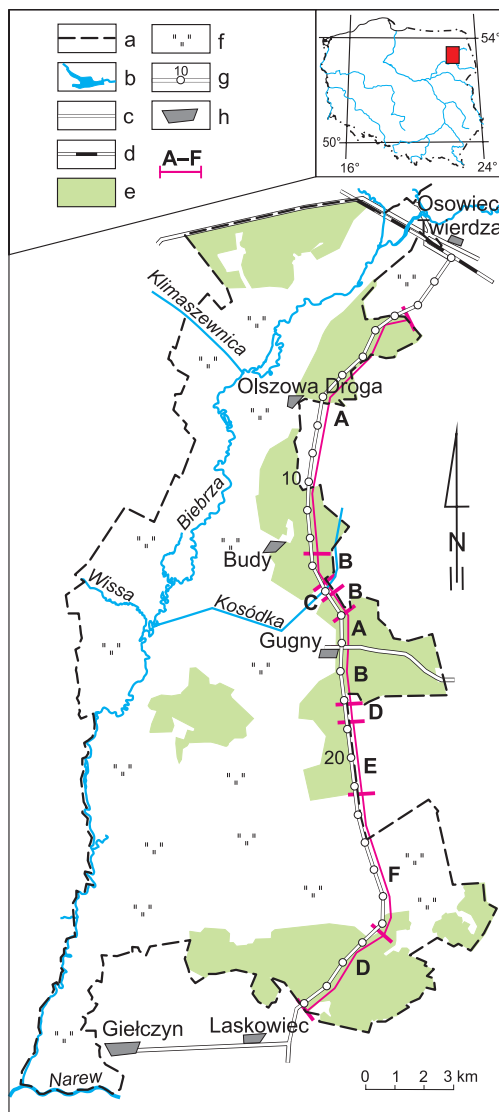 a
b
c
d
e
f
10
g
h
A–F
54°
50°
16°
24°
Osowiec
Twierdza
Klimaszewnica
Olszowa Droga
A
10
Biebrza
Budy
B
Wissa
B
C
Kosódka
A
Gugny
B
D
20
E
F
D
N
Giełczyn
Laskowiec
Narew
0 1 2 3 km